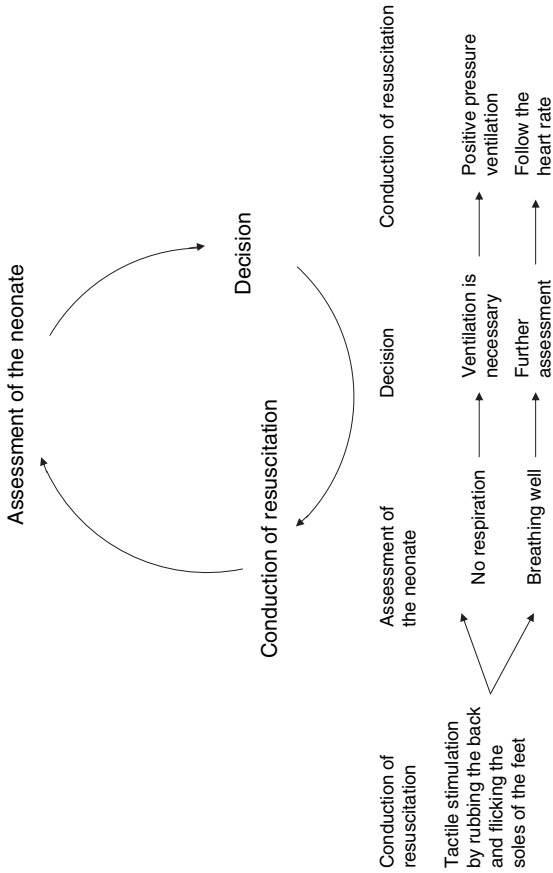 Assessment of the neonate
Decision
Conduction of resuscitation
Conduction of
resuscitation
Assessment of
the neonate
Decision
Conduction of resuscitation
Tactile stimulation
by rubbing the back
and flicking the
soles of the feet
No respiration
Ventilation is
necessary
Positive pressure
ventilation
Breathing well
Further
assessment
Follow the
heart rate